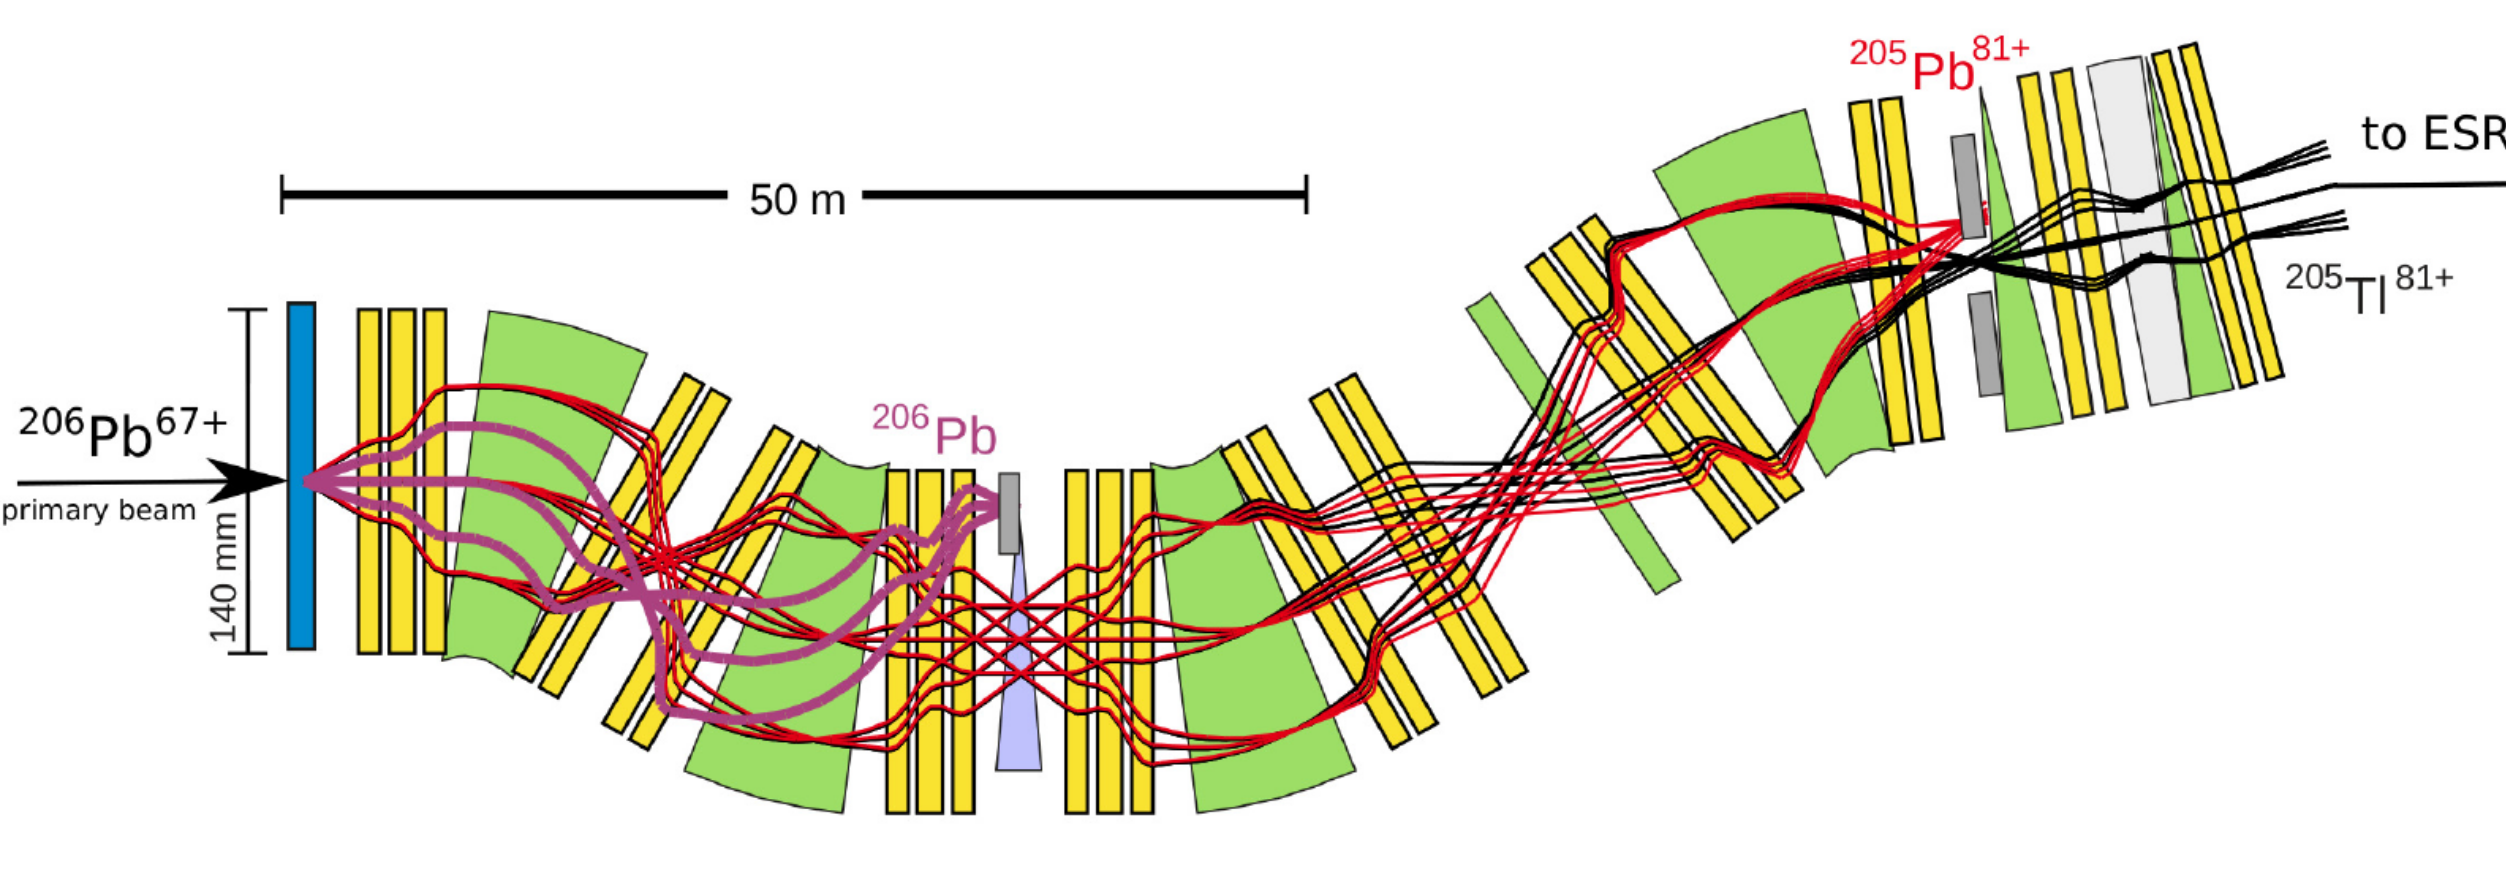 ²⁰⁵Pb⁸¹⁺
to ESR
50 m
²⁰⁵Tl⁸¹⁺
²⁰⁶Pb⁶⁷⁺
²⁰⁶Pb
primary beam
140 mm